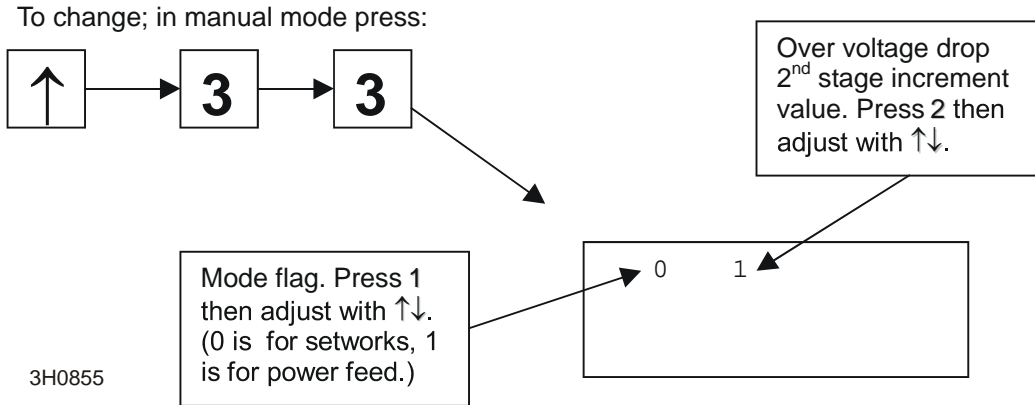 To change; in manual mode press:
↑ 3 3
Over voltage drop
2nd stage increment
value. Press 2 then
adjust with ↑↓.
0 1
Mode flag. Press 1
then adjust with ↑↓.
(0 is for setworks, 1
is for power feed.)
3H0855